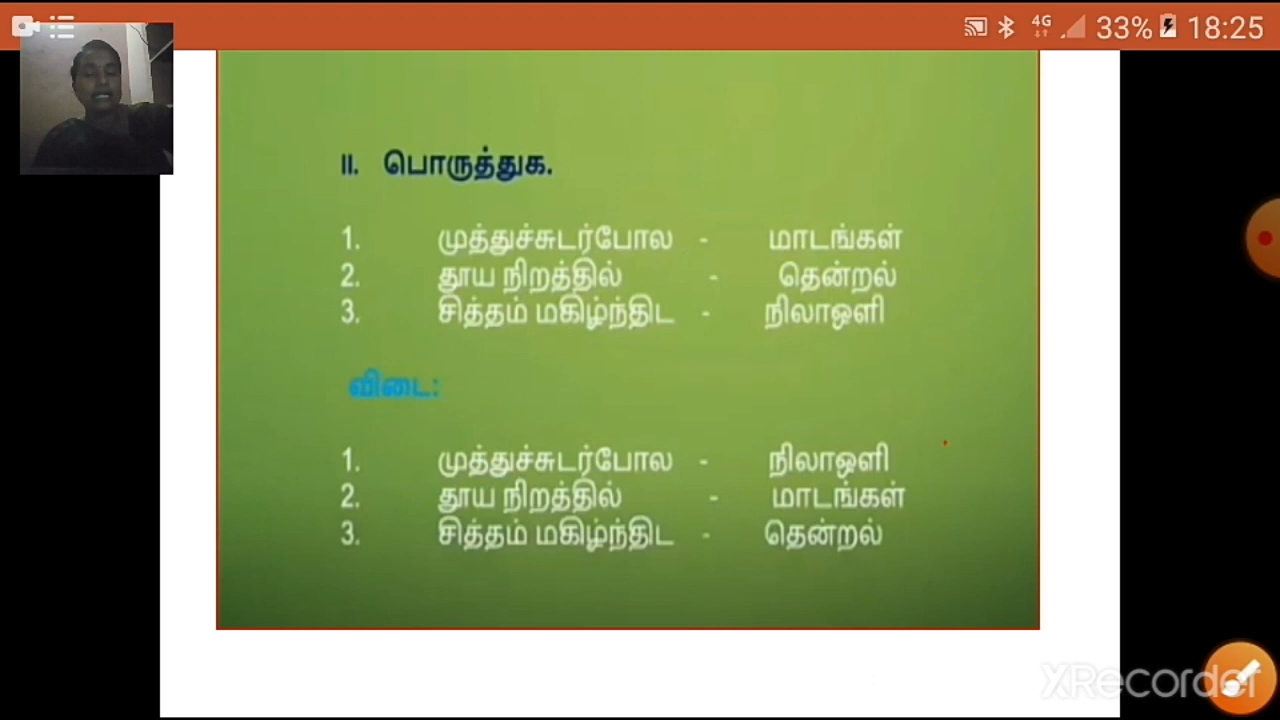 4G 33% 18:25
II. பொருத்துக.
1. முத்துச்சுடர்போல - மாடங்கள்
2. தூய நிறத்தில் - தென்றல்
3. சித்தம் மகிழ்ந்திட - நிலாஒளி
விடை:
1. முத்துச்சுடர்போல - நிலாஒளி
2. தூய நிறத்தில் - மாடங்கள்
3. சித்தம் மகிழ்ந்திட - தென்றல்
XRecorder